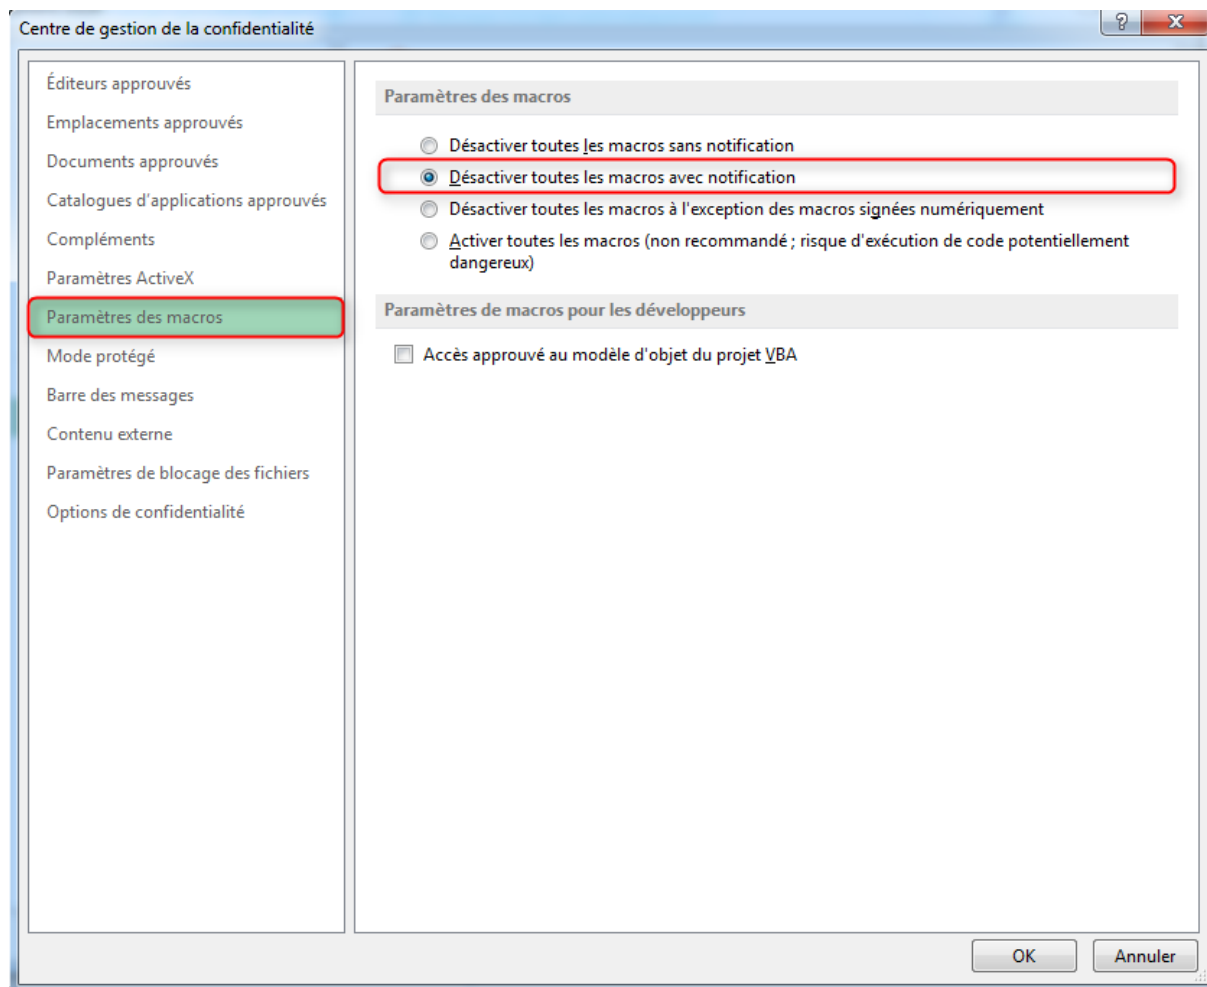 Centre de gestion de la confidentialité
?
X
Éditeurs approuvés
Emplacements approuvés
Documents approuvés
Catalogues d'applications approuvés
Compléments
Paramètres ActiveX
Paramètres des macros
Mode protégé
Barre des messages
Contenu externe
Paramètres de blocage des fichiers
Options de confidentialité
Paramètres des macros
Désactiver toutes les macros sans notification
Désactiver toutes les macros avec notification
Désactiver toutes les macros à l'exception des macros signées numériquement
Activer toutes les macros (non recommandé ; risque d'exécution de code potentiellement
dangereux)
Paramètres de macros pour les développeurs
Accès approuvé au modèle d'objet du projet VBA
OK
Annuler